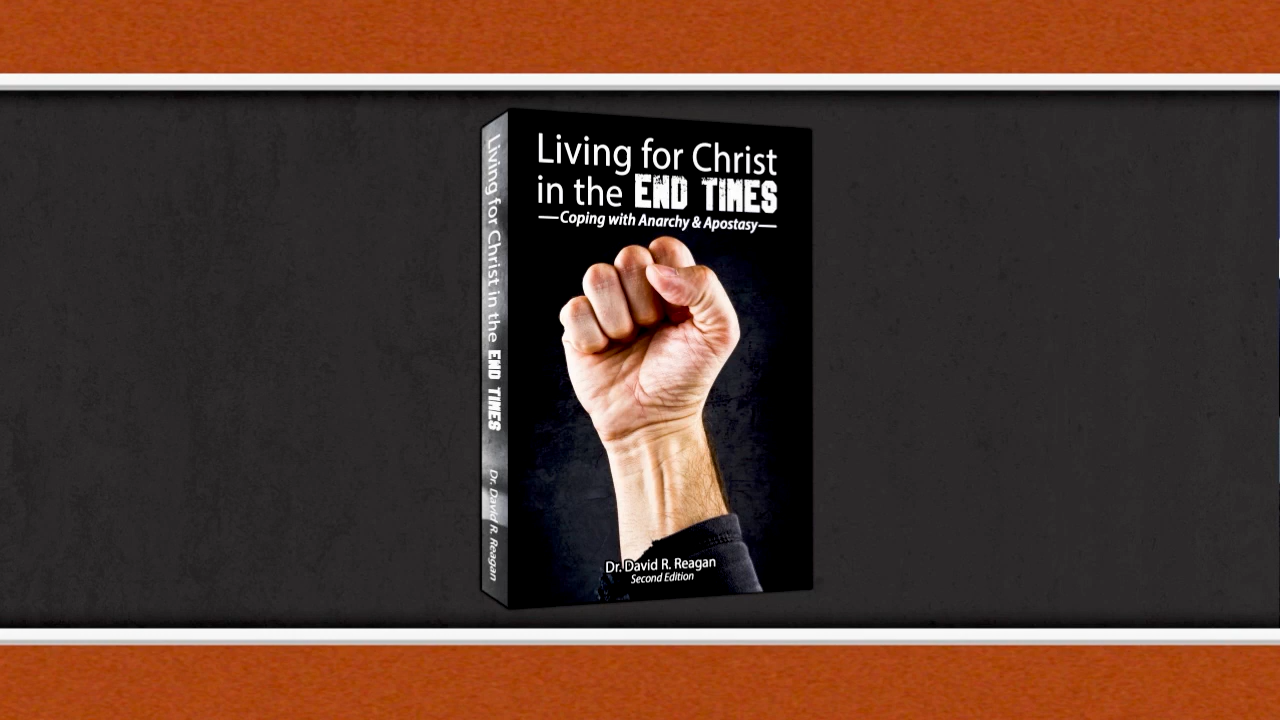 Living for Christ
in the END TIMES
—Coping with Anarchy & Apostasy—
Dr. David R. Reagan
Second Edition
Living for Christ in the END TIMES Dr. David R. Reagan